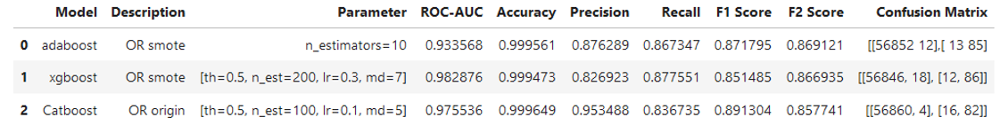 Model Description Parameter ROC-AUC Accuracy Precision Recall F1 Score F2 Score Confusion Matrix
0 adaboost OR smote n_estimators=10 0.933568 0.999561 0.876289 0.867347 0.871795 0.869121 [[56852 12],[ 13 85]]
1 xgboost OR smote [th=0.5, n_est=200, lr=0.3, md=7] 0.982876 0.999473 0.826923 0.877551 0.851485 0.866935 [[56846, 18], [12, 86]]
2 Catboost OR origin [th=0.5, n_est=100, lr=0.1, md=5] 0.975536 0.999649 0.953488 0.836735 0.891304 0.857741 [[56860, 4], [16, 82]]